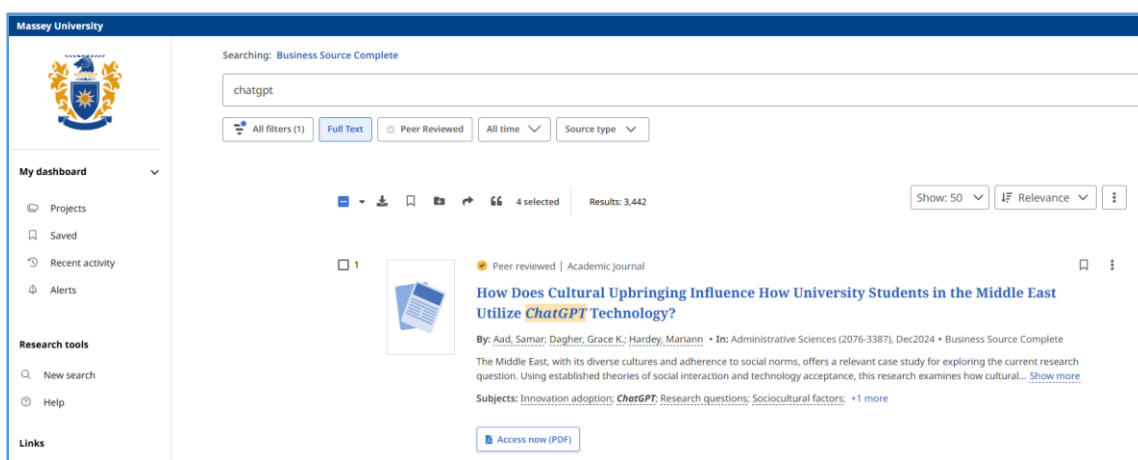 Massey University
My dashboard
Projects
Saved
Recent activity
Alerts
Research tools
New search
Help
Links
Searching: Business Source Complete
chatgpt
All filters (1) Full Text Peer Reviewed All time Source type
4 selected Results: 3,442 Show: 50 Relevance
1
Peer reviewed | Academic Journal
How Does Cultural Upbringing Influence How University Students in the Middle East
Utilize ChatGPT Technology?
By: Aad, Samar; Dagher, Grace K.; Hardey, Mariann • In: Administrative Sciences (2076-3387), Dec2024 • Business Source Complete
The Middle East, with its diverse cultures and adherence to social norms, offers a relevant case study for exploring the current research
question. Using established theories of social interaction and technology acceptance, this research examines how cultural... Show more
Subjects: Innovation adoption; ChatGPT; Research questions; Sociocultural factors; +1 more
Access now (PDF)